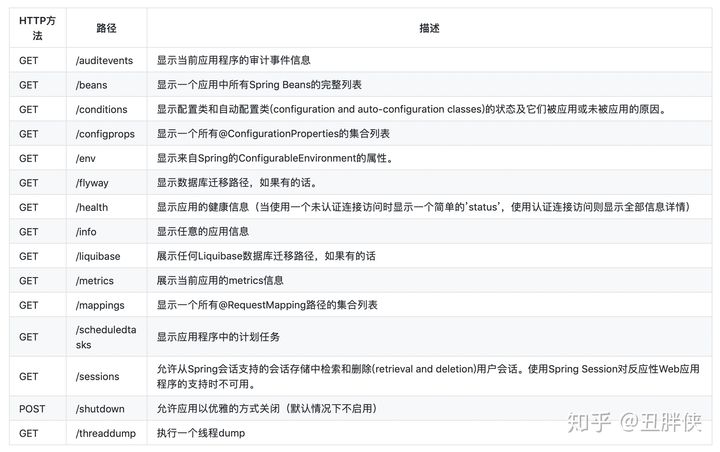 HTTP方 路径 描述
法
GET /auditevents 显示当前应用程序的审计事件信息
GET /beans 显示一个应用中所有Spring Beans的完整列表
GET /conditions 显示配置类和自动配置类(configuration and auto-configuration classes)的状态及它们被应用或未被应用的原因。
GET /configprops 显示一个所有@ConfigurationProperties的集合列表
GET /env 显示来自Spring的ConfigurableEnvironment的属性。
GET /flyway 显示数据库迁移路径，如果有的话。
GET /health 显示应用的健康信息（当使用一个未认证连接访问时显示一个简单的’status’，使用认证连接访问则显示全部信息详情）
GET /info 显示任意的应用信息
GET /liquibase 展示任何Liquibase数据库迁移路径，如果有的话
GET /metrics 展示当前应用的metrics信息
GET /mappings 显示一个所有@RequestMapping路径的集合列表
GET /scheduledta 显示应用程序中的计划任务
sks
GET /sessions 允许从Spring会话支持的会话存储中检索和删除(retrieval and deletion)用户会话。使用Spring Session对反应性Web应用
程序的支持时不可用。
POST /shutdown 允许应用以优雅的方式关闭（默认情况下不启用）
GET /threaddump 执行一个线程dump
知乎 @丑胖侠